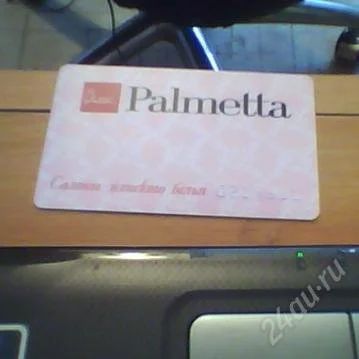 Palmetta
Салоны женского белья
24au.ru